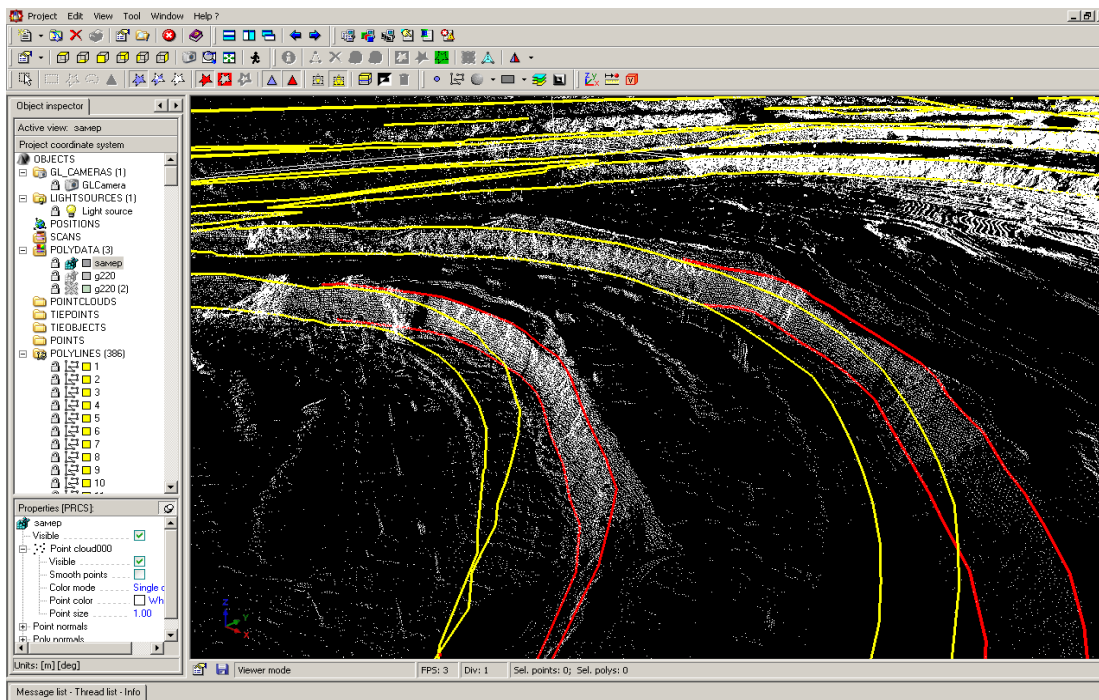 Project Edit View Tool Window Help ?
Object inspector
Active view: замер
Project coordinate system
OBJECTS
GL_CAMERAS (1)
GLCamera
LIGHTSOURCES (1)
Light source
POSITIONS
SCANS
POLYDATA (3)
замер
g220
g220 (2)
POINTCLOUDS
TIEPOINTS
TIEOBJECTS
POINTS
POLYLINES (386)
1
2
3
4
5
6
7
8
9
10
Properties [PRCS]:
замер
Visible
Point cloud000
Visible
Smooth points
Color mode Single c
Point color Whi
Point size 1.00
Point normals
Poly normals
Units: [m] [deg]
Z
Y
X
Viewer mode FPS: 3 Div: 1 Sel. points: 0; Sel. polys: 0
Message list - Thread list - Info